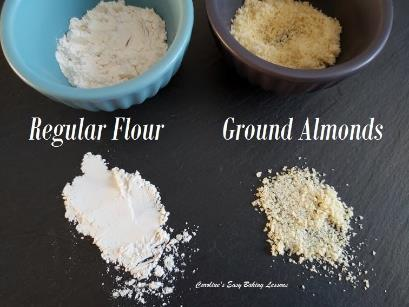 Regular Flour
Ground Almonds
Caroline's Easy Baking Lessons